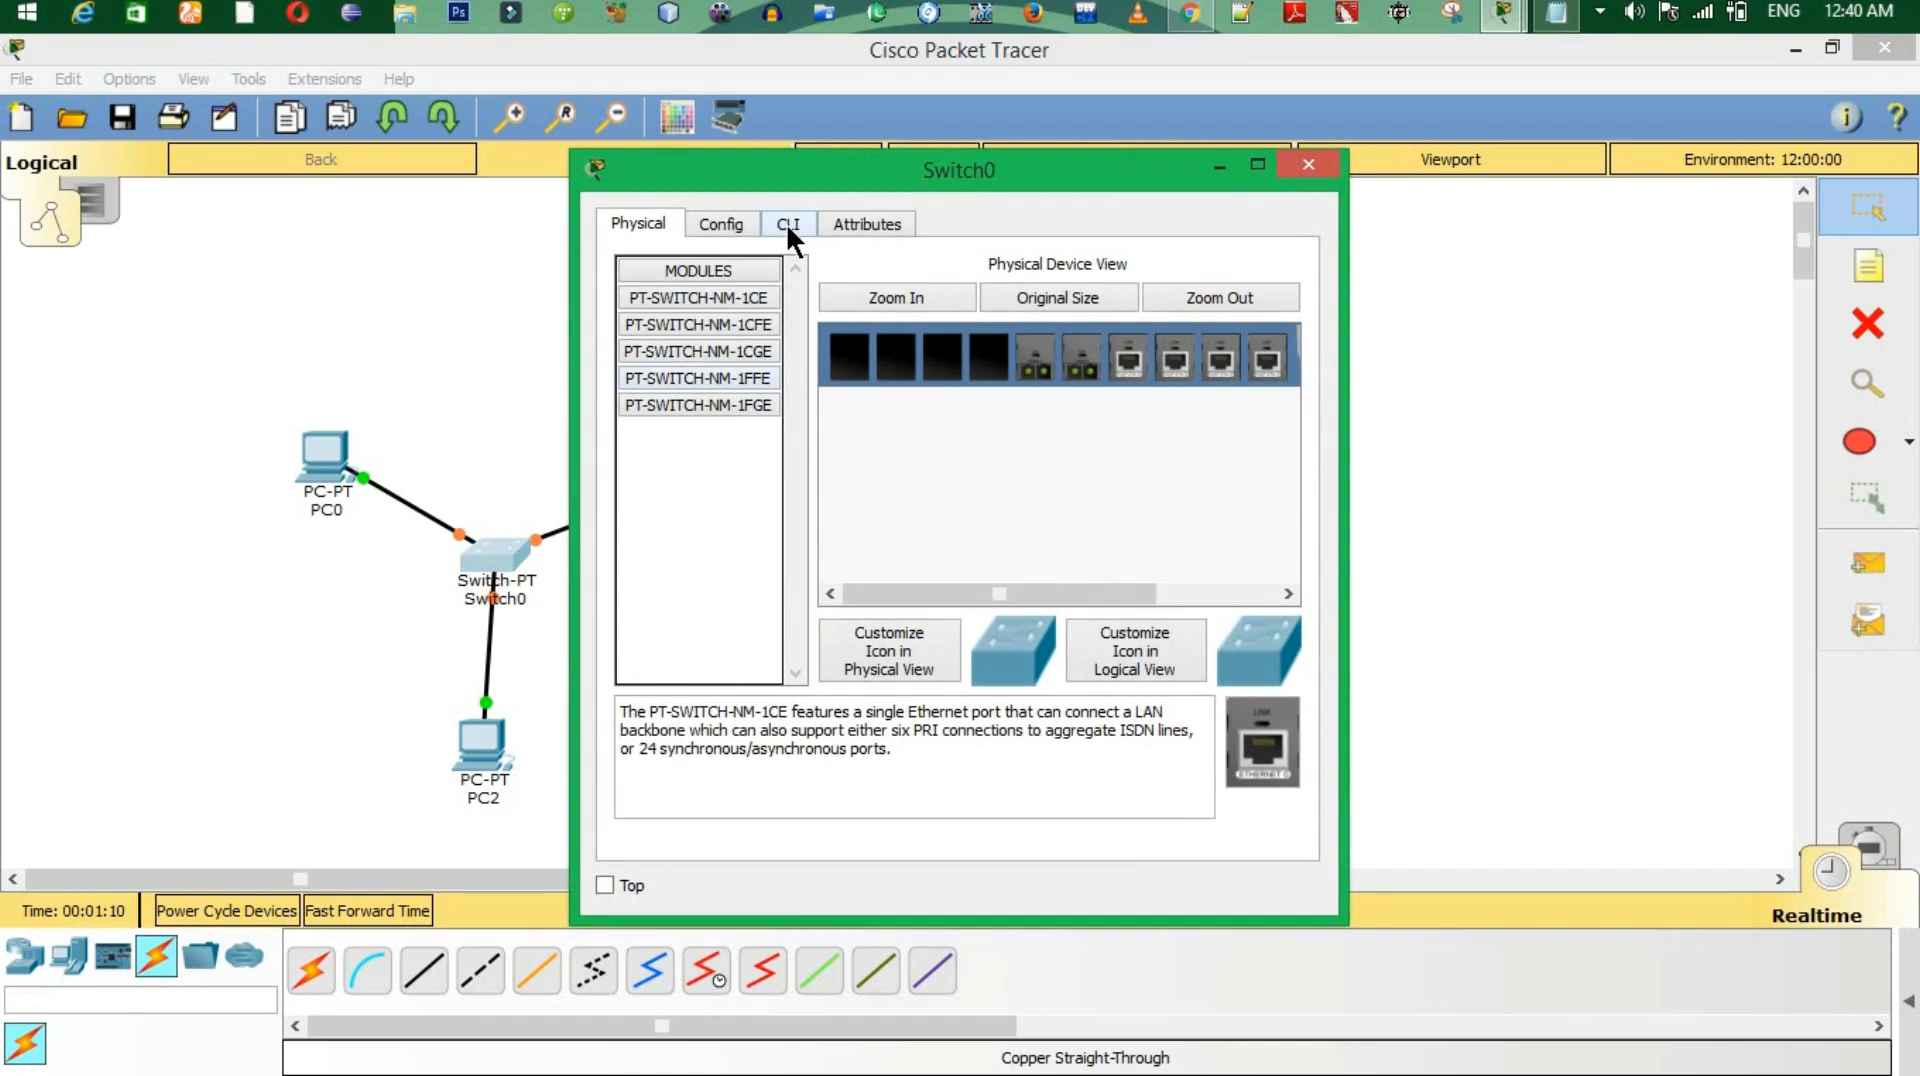 Ps
DEV
ENG
12:40 AM
Cisco Packet Tracer
File
Edit
Options
View
Tools
Extensions
Help
R
i
?
Logical
Back
Viewport
Environment: 12:00:00
Switch0
Physical
Config
CLI
Attributes
MODULES
PT-SWITCH-NM-1CE
PT-SWITCH-NM-1CFE
PT-SWITCH-NM-1CGE
PT-SWITCH-NM-1FFE
PT-SWITCH-NM-1FGE
Physical Device View
Zoom In
Original Size
Zoom Out
PC-PT
PC0
Switch-PT
Switch0
PC-PT
PC2
Customize
Icon in
Physical View
Customize
Icon in
Logical View
The PT-SWITCH-NM-1CE features a single Ethernet port that can connect a LAN
backbone which can also support either six PRI connections to aggregate ISDN lines,
or 24 synchronous/asynchronous ports.
LINK
ETHERNET 0
Top
Time: 00:01:10
Power Cycle Devices
Fast Forward Time
Realtime
Copper Straight-Through